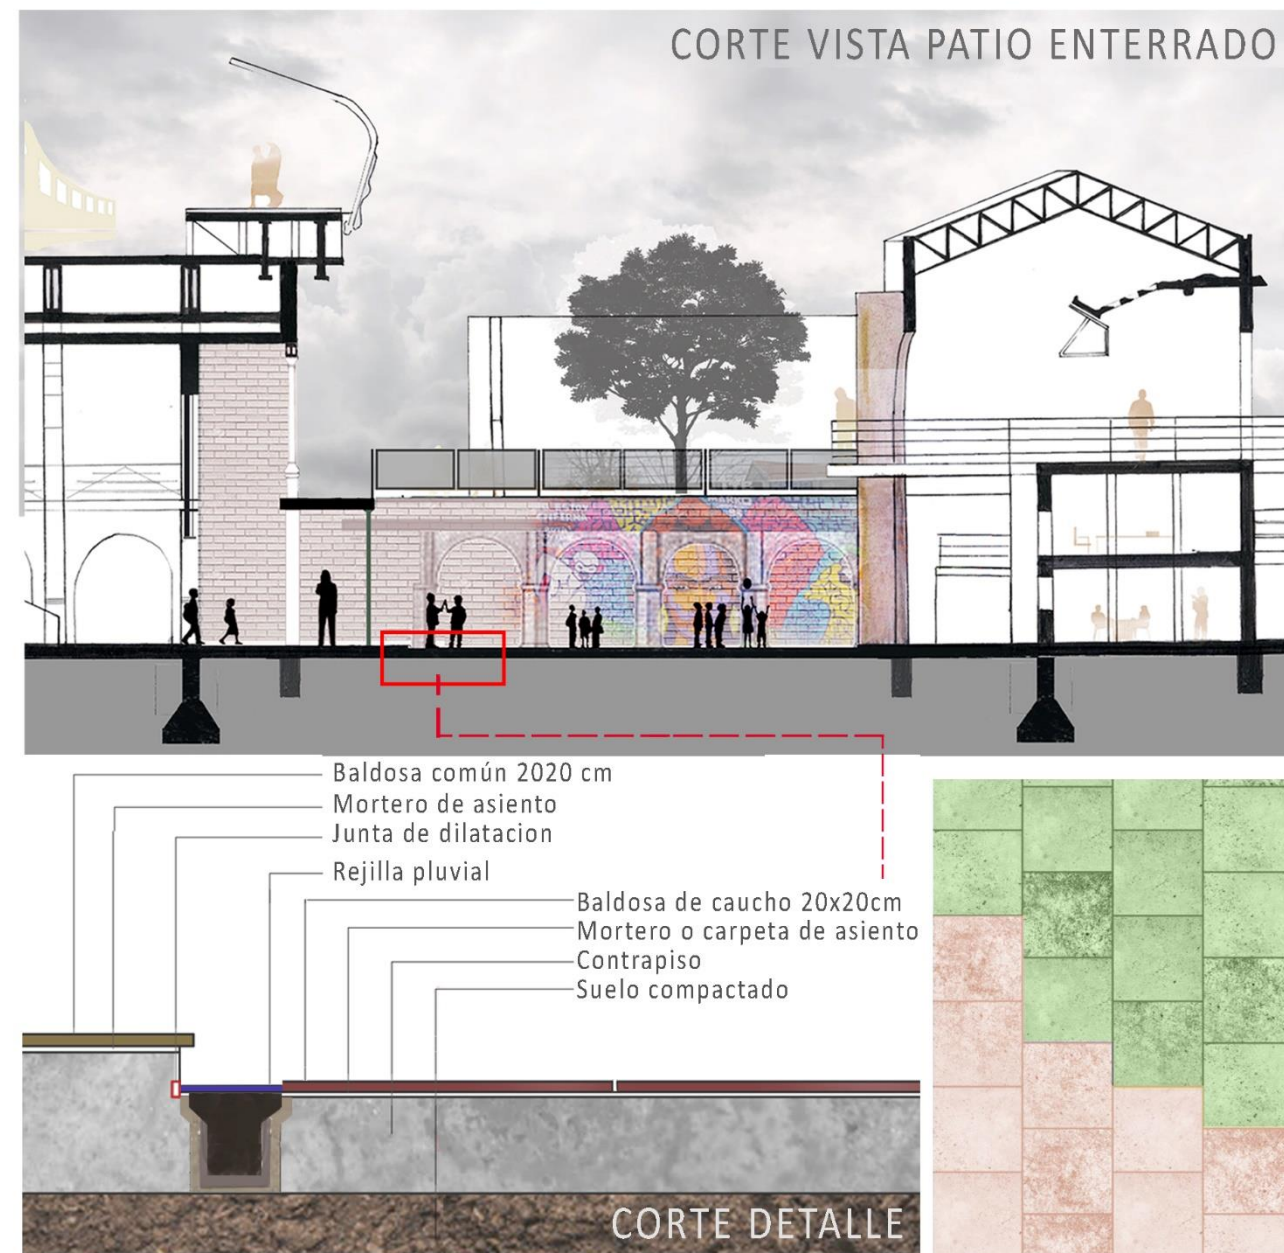 CORTE VISTA PATIO ENTERRADO
Baldosa común 2020 cm
Mortero de asiento
Junta de dilatacion
Rejilla pluvial
Baldosa de caucho 20x20cm
Mortero o carpeta de asiento
Contrapiso
Suelo compactado
CORTE DETALLE